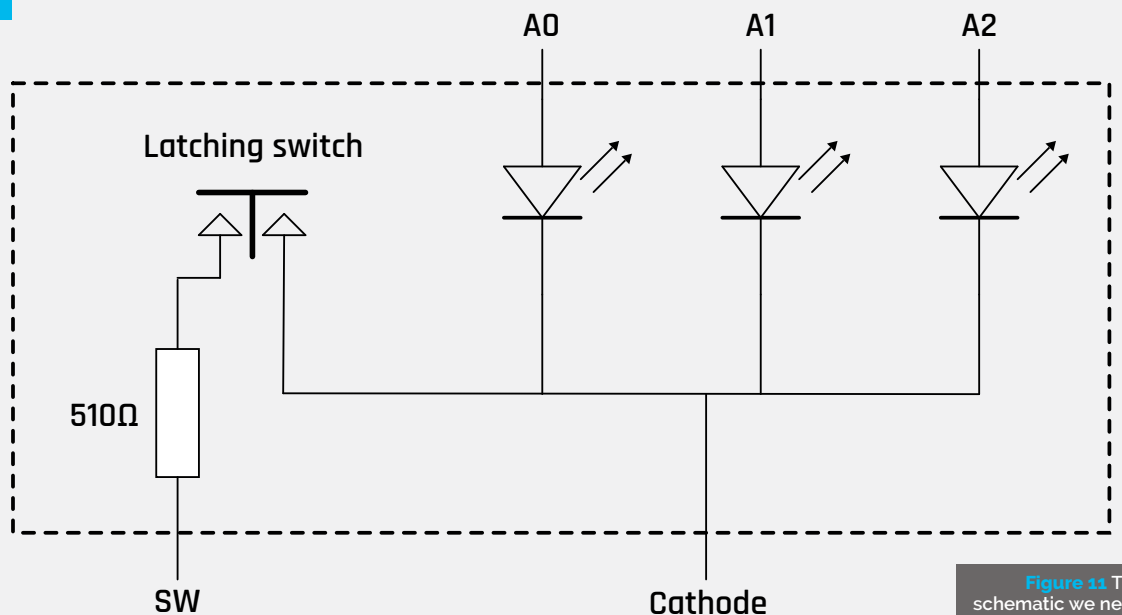 A0 A1 A2
Latching switch
510Ω
SW
Cathode
Figure 11
schematic we ne